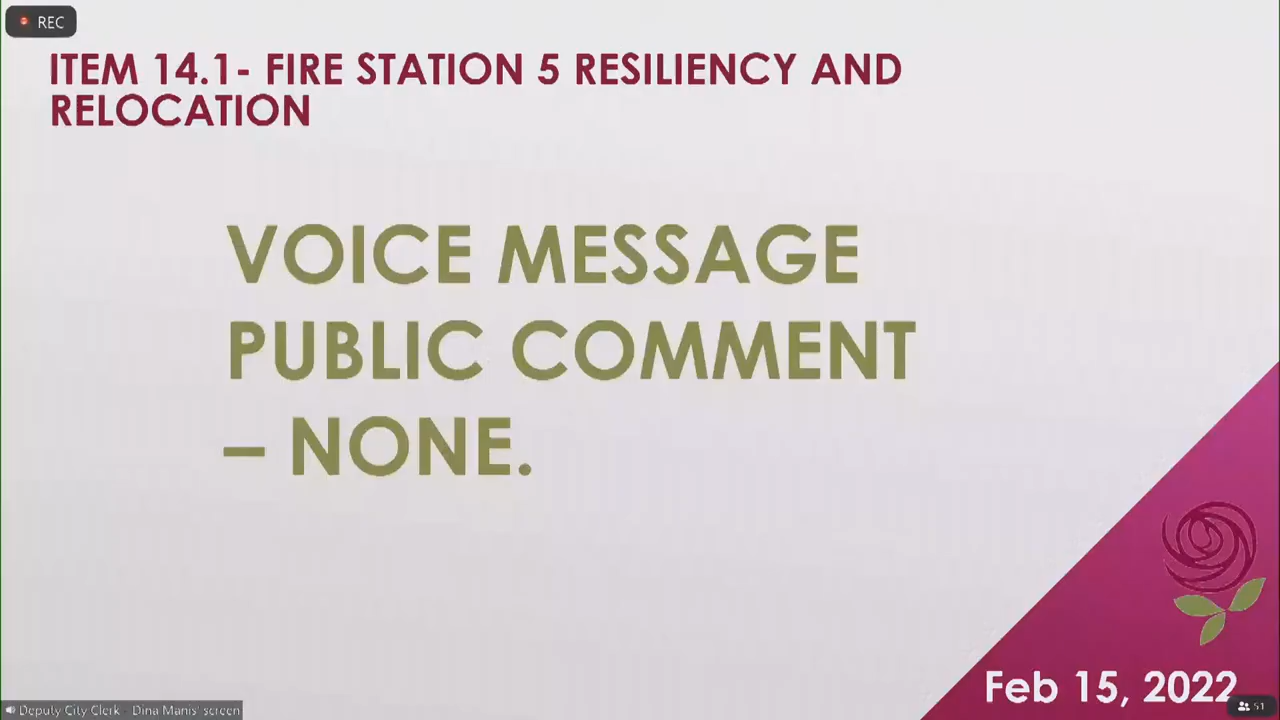 REC
ITEM 14.1- FIRE STATION 5 RESILIENCY AND
RELOCATION
VOICE MESSAGE
PUBLIC COMMENT
– NONE.
Feb 15, 2022
Deputy City Clerk - Dina Manis' screen
51